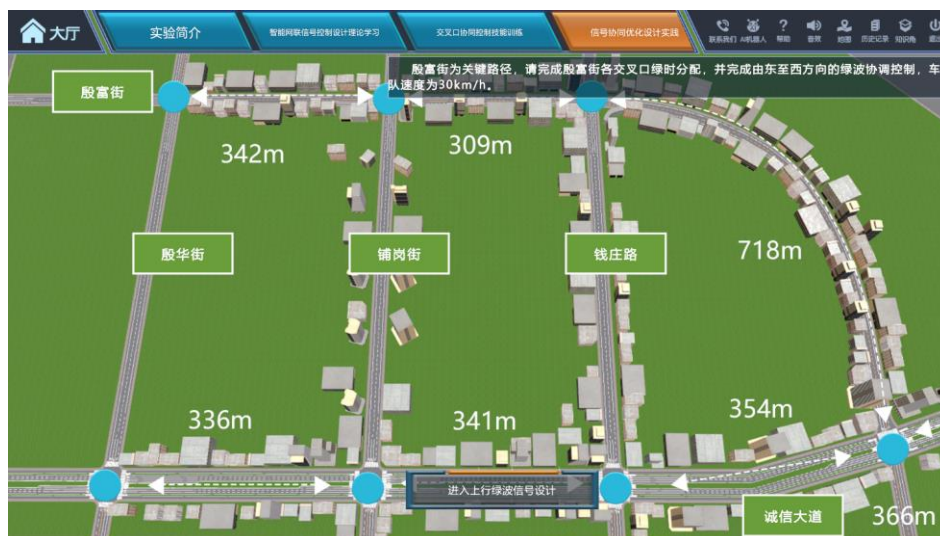 大厅
实验简介
智能网联信号控制设计理论学习
交叉口协同控制技能训练
信号协同优化设计实践
联系我们
AI机器人
帮助
音效
地图
历史记录
知识角
退出
殷富街为关键路径，请完成殷富街各交叉口绿时分配，并完成由东至西方向的绿波协调控制，车
队速度为30km/h。
殷富街
342m
309m
殷华街
铺岗街
钱庄路
718m
336m
341m
354m
进入上行绿波信号设计
诚信大道
366m